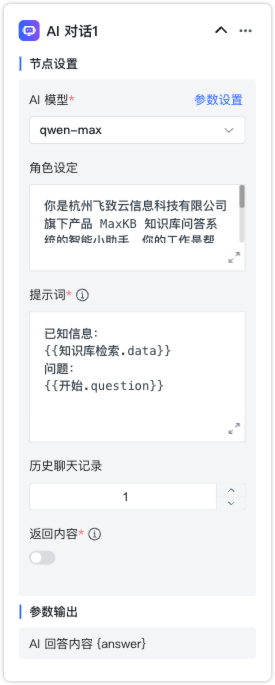 AI 对话1
节点设置
AI 模型* 参数设置
qwen-max
角色设定
你是杭州飞致云信息科技有限公司
旗下产品 MaxKB 知识库问答系
统的智能小助手，你的工作是帮
提示词*
已知信息：
{{知识库检索.data}}
问题：
{{开始.question}}
历史聊天记录
1
返回内容*
参数输出
AI 回答内容 {answer}